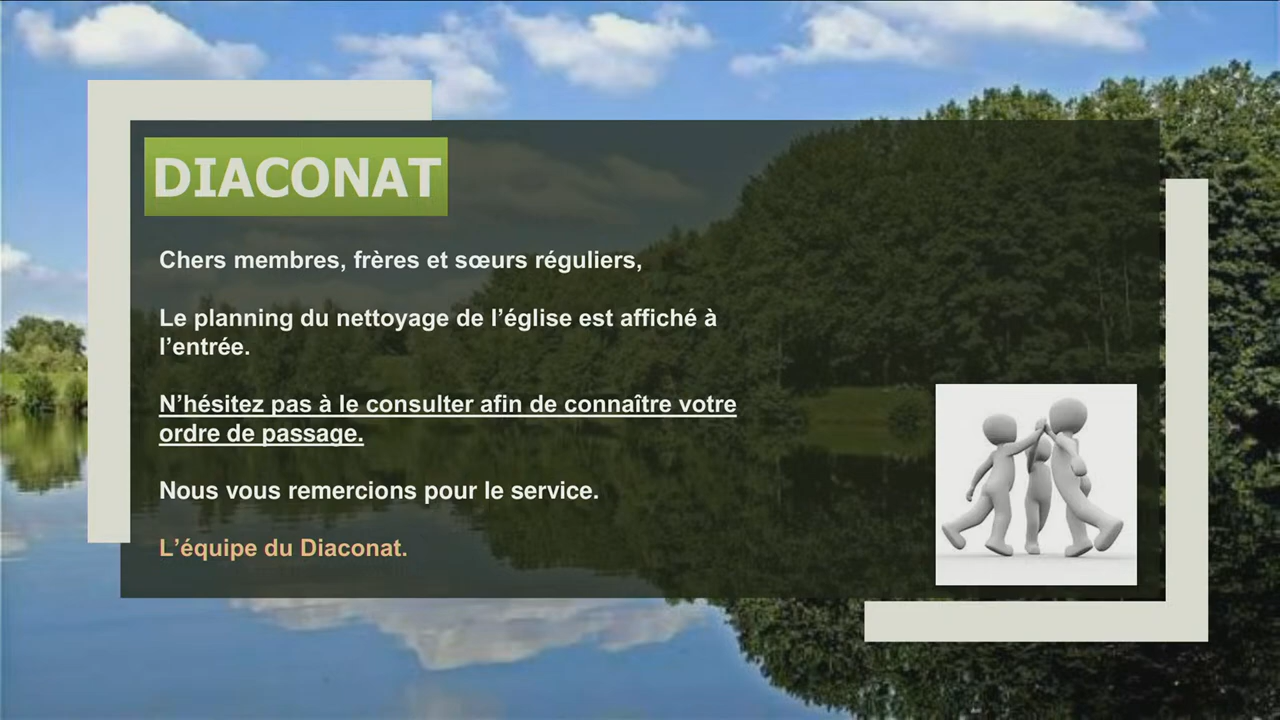 DIACONAT
Chers membres, frères et sœurs réguliers,
Le planning du nettoyage de l’église est affiché à
l’entrée.
N’hésitez pas à le consulter afin de connaître votre
ordre de passage.
Nous vous remercions pour le service.
L’équipe du Diaconat.